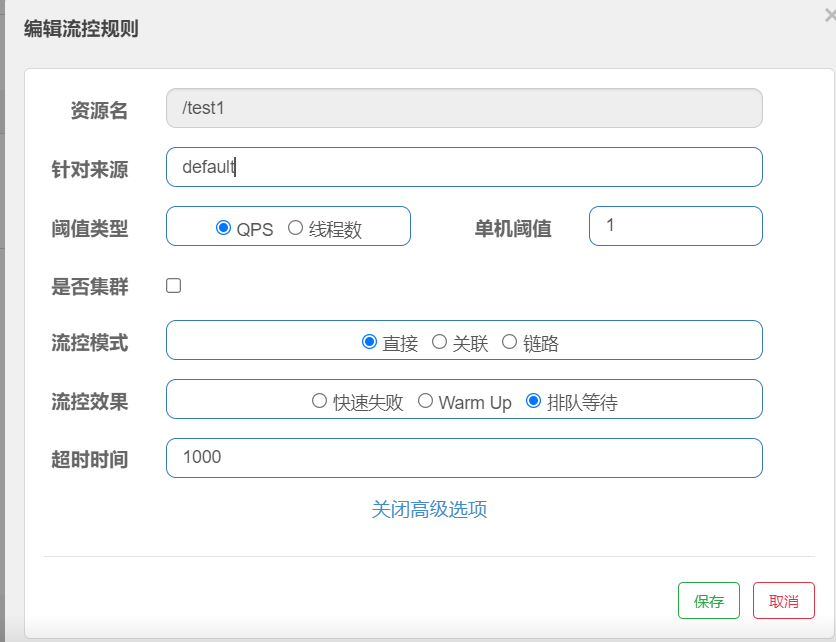 编辑流控规则
资源名 /test1
针对来源 default
阈值类型 QPS 线程数 单机阈值 1
是否集群
流控模式 直接 关联 链路
流控效果 快速失败 Warm Up 排队等待
超时时间 1000
关闭高级选项
保存 取消